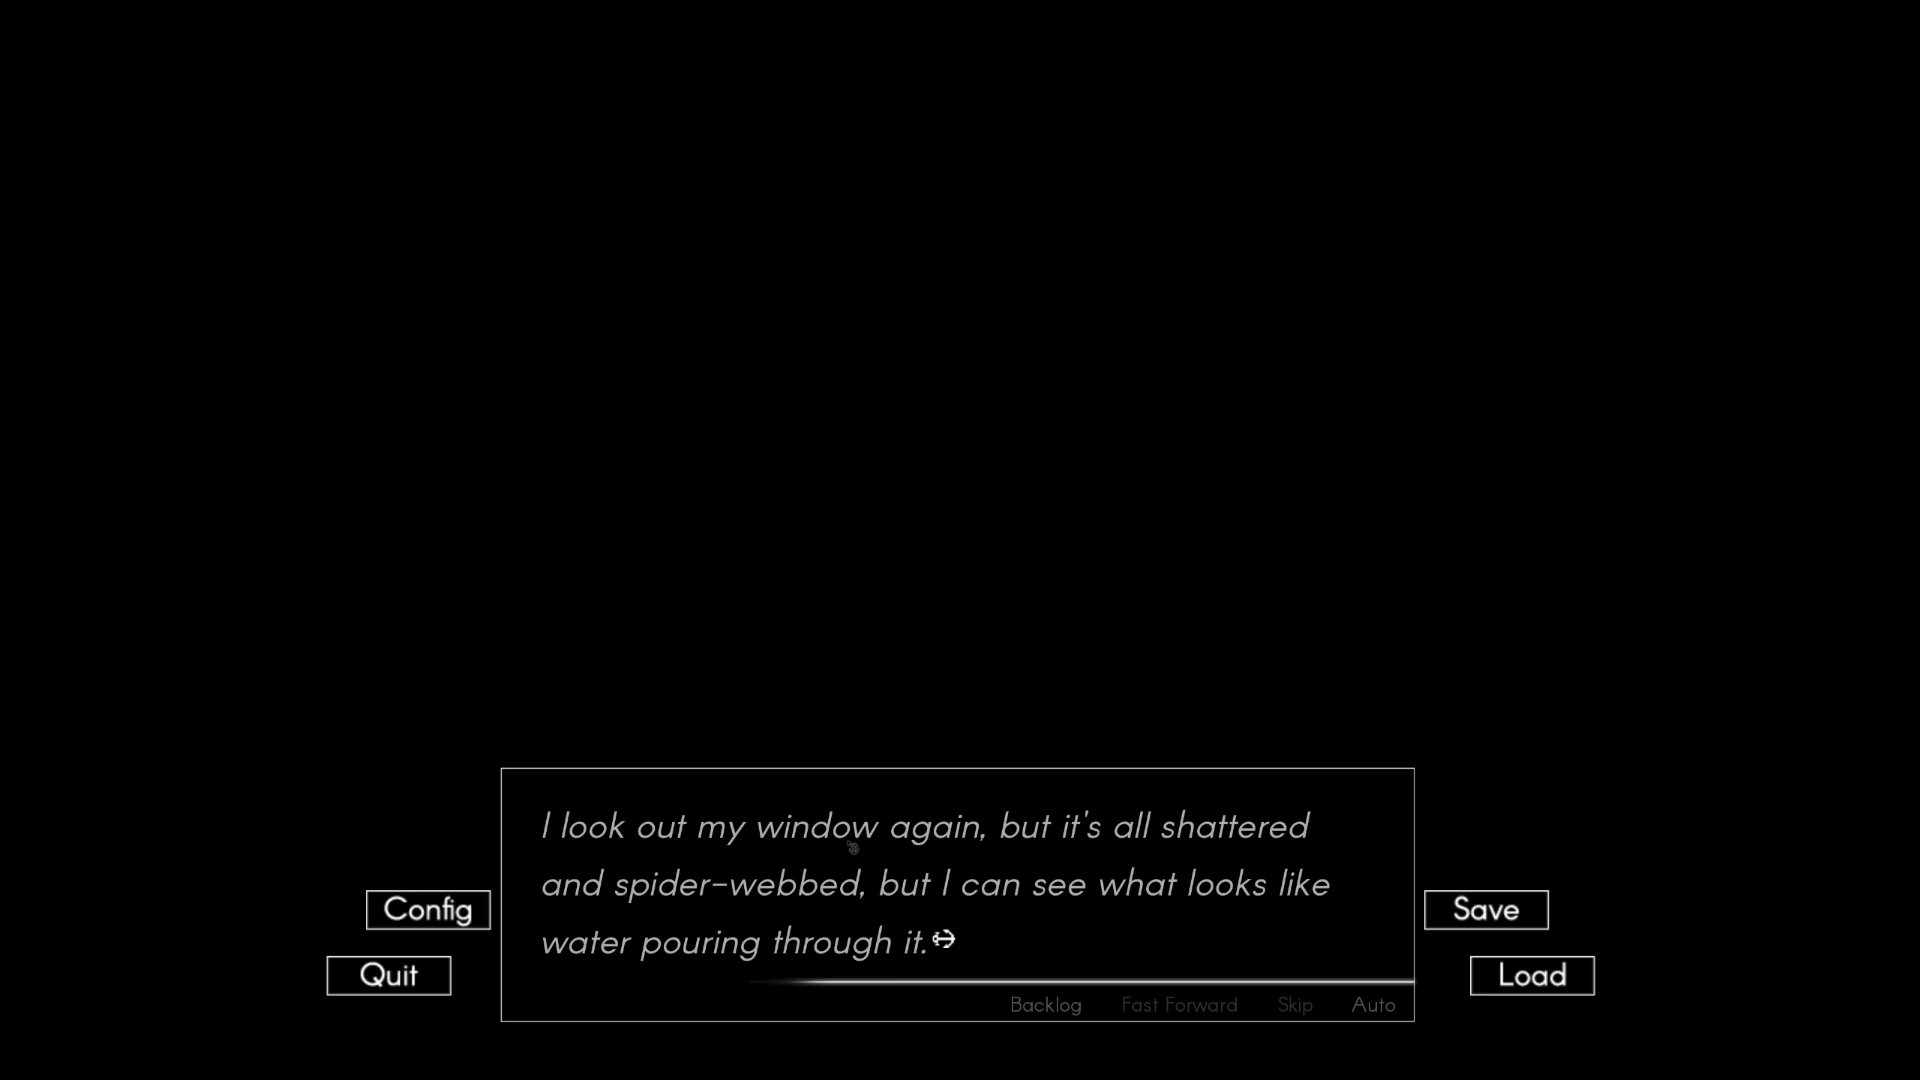 I look out my window again, but it's all shattered
and spider-webbed, but I can see what looks like
water pouring through it.
Config
Save
Quit
Load
Backlog Fast Forward Skip Auto